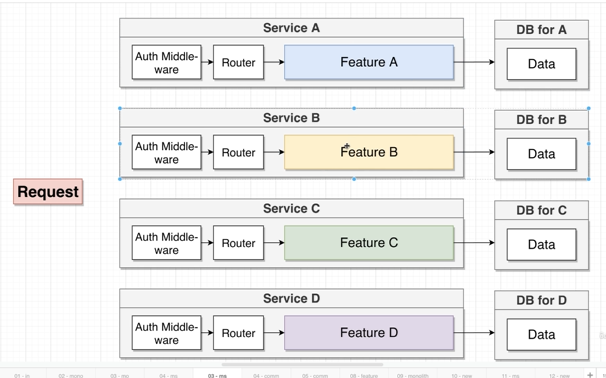 Service A
DB for A
Auth Middle-
ware
Router
Feature A
Data
Service B
DB for B
Auth Middle-
ware
Router
Feature B
Data
Request
Service C
DB for C
Auth Middle-
ware
Router
Feature C
Data
Service D
DB for D
Auth Middle-
ware
Router
Feature D
Data
03 - ms